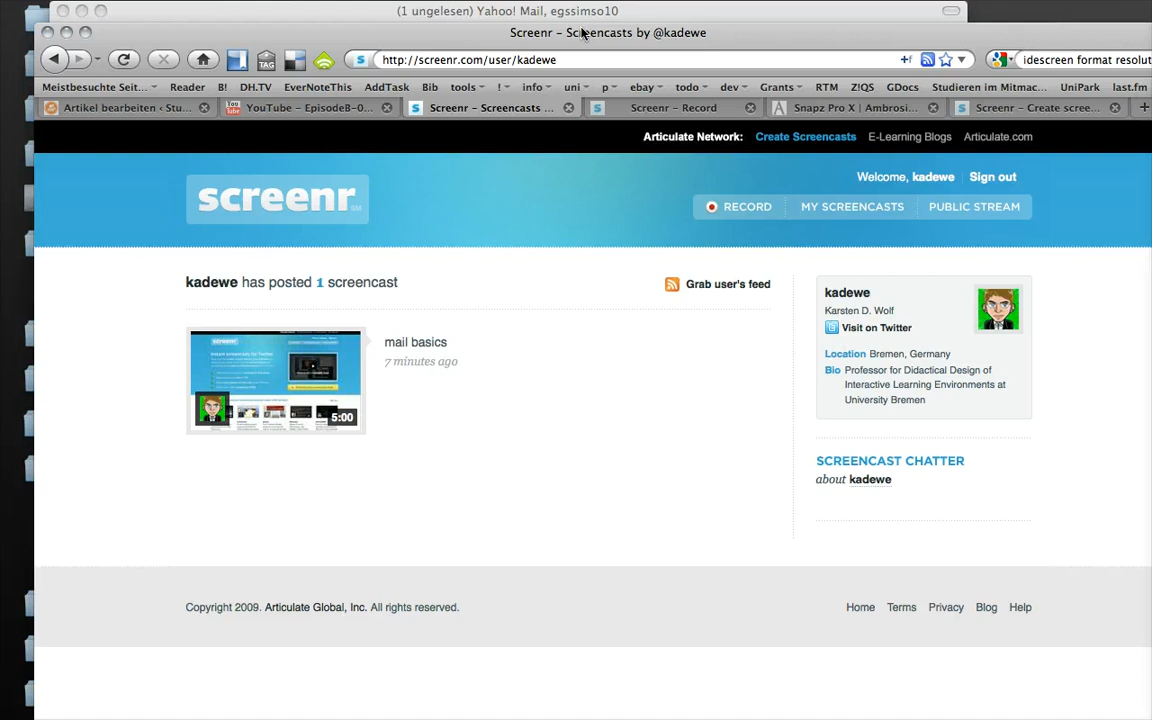 (1 ungelesen) Yahoo! Mail, egssimso10
Screenr – Screencasts by @kadewe
http://screenr.com/user/kadewe
idescreen format resolut
Meistbesuchte Seit... Reader B! DH.TV EverNoteThis AddTask Bib tools ! info uni p ebay todo dev Grants RTM Z!QS GDocs Studieren im Mitmac... UniPark last.fm
Artikel bearbeiten ‹ Stu... YouTube – EpisodeB–0... Screenr – Screencasts ... Screenr – Record Snapz Pro X | Ambrosi... Screenr – Create scree...
Articulate Network: Create Screencasts E-Learning Blogs Articulate.com
Welcome, kadewe Sign out
screenr SM
RECORD MY SCREENCASTS PUBLIC STREAM
kadewe has posted 1 screencast
Grab user's feed
mail basics
7 minutes ago
5:00
kadewe
Karsten D. Wolf
Visit on Twitter
Location Bremen, Germany
Bio Professor for Didactical Design of
Interactive Learning Environments at
University Bremen
SCREENCAST CHATTER
about kadewe
Copyright 2009. Articulate Global, Inc. All rights reserved.
Home Terms Privacy Blog Help